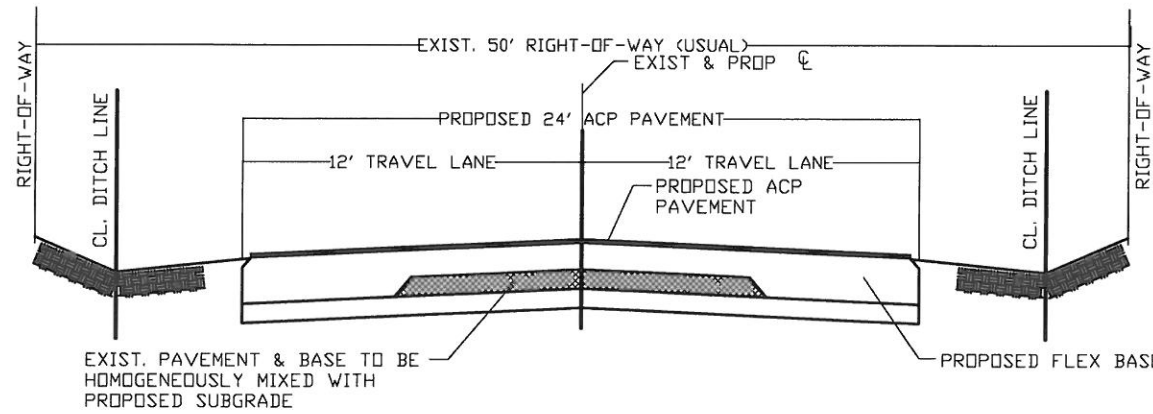 EXIST. 50' RIGHT-OF-WAY (USUAL)
EXIST & PROP ℄
RIGHT-OF-WAY
CL. DITCH LINE
PROPOSED 24' ACP PAVEMENT
12' TRAVEL LANE
12' TRAVEL LANE
PROPOSED ACP
PAVEMENT
CL. DITCH LINE
RIGHT-OF-WAY
EXIST. PAVEMENT & BASE TO BE
HOMOGENEOUSLY MIXED WITH
PROPOSED SUBGRADE
PROPOSED FLEX BASE